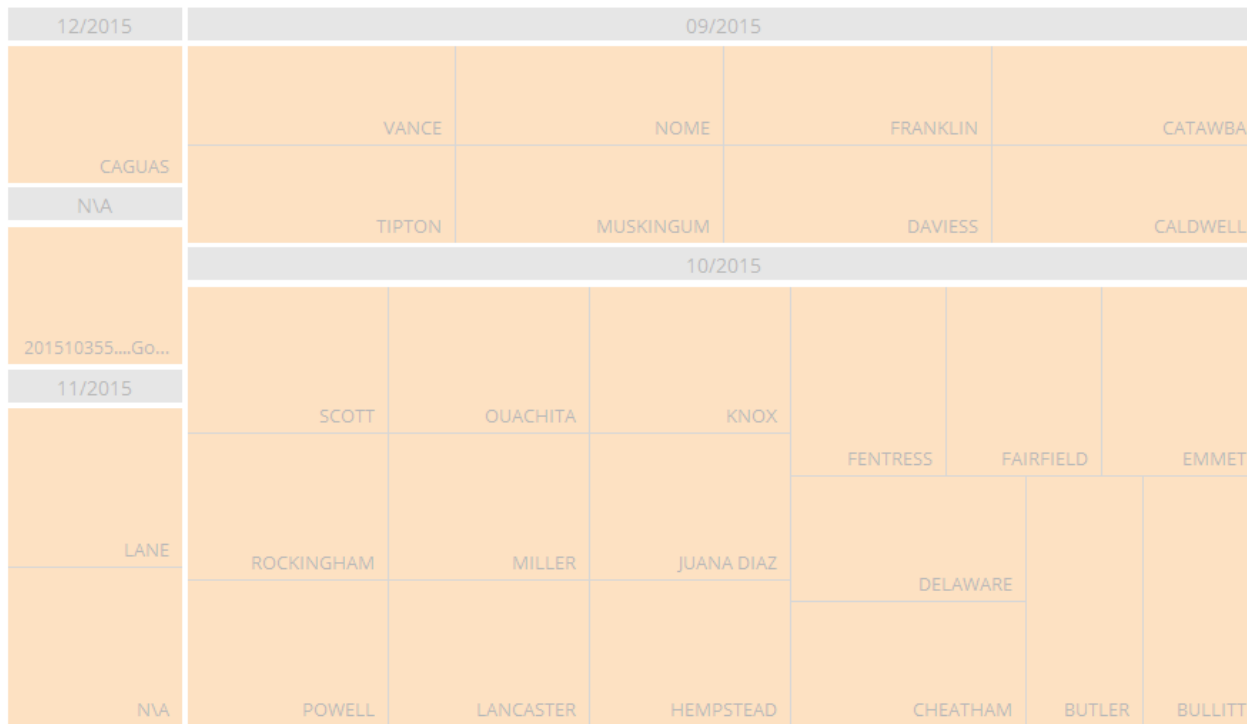 12/2015
CAGUAS
N\A
201510355....Go...
11/2015
LANE
N\A
09/2015
VANCE NOME FRANKLIN CATAWBA
TIPTON MUSKINGUM DAVIESS CALDWELL
10/2015
SCOTT OUACHITA KNOX
ROCKINGHAM MILLER JUANA DIAZ
POWELL LANCASTER HEMPSTEAD
FENTRESS FAIRFIELD EMMET
DELAWARE
CHEATHAM BUTLER BULLITT